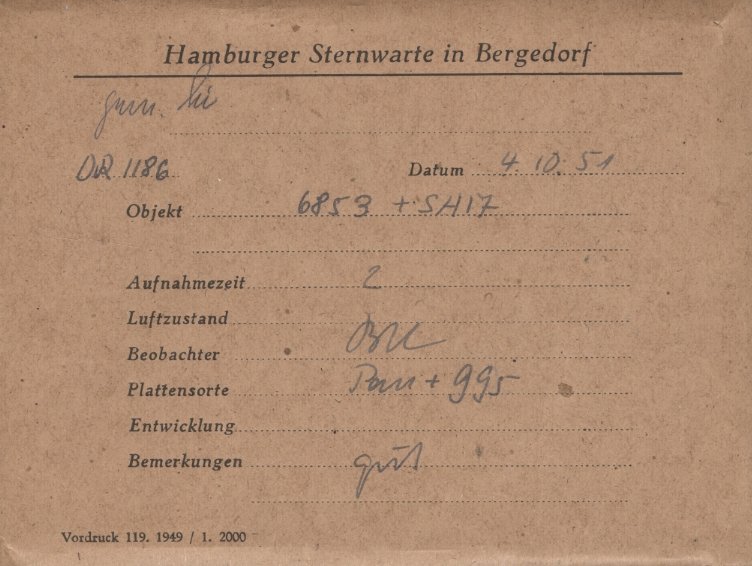 Hamburger Sternwarte in Bergedorf
1186 Datum 4. 10. 51
Objekt 6853 + SH17
Aufnahmezeit 2
Luftzustand
Beobachter
Plattensorte Pan + 995
Entwicklung
Bemerkungen gut
Vordruck 119. 1949 / 1. 2000